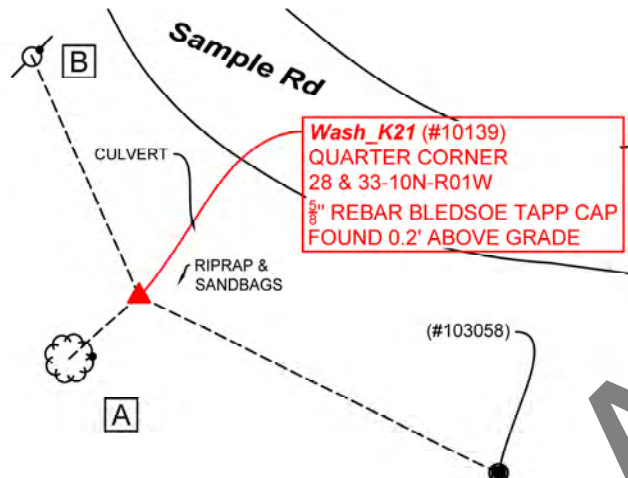 Sample Rd
B
Wash_K21 (#10139)
QUARTER CORNER
28 & 33-10N-R01W
5/8" REBAR BLEDSOE TAPP CAP
FOUND 0.2' ABOVE GRADE
CULVERT
RIPRAP &
SANDBAGS
(#103058)
A